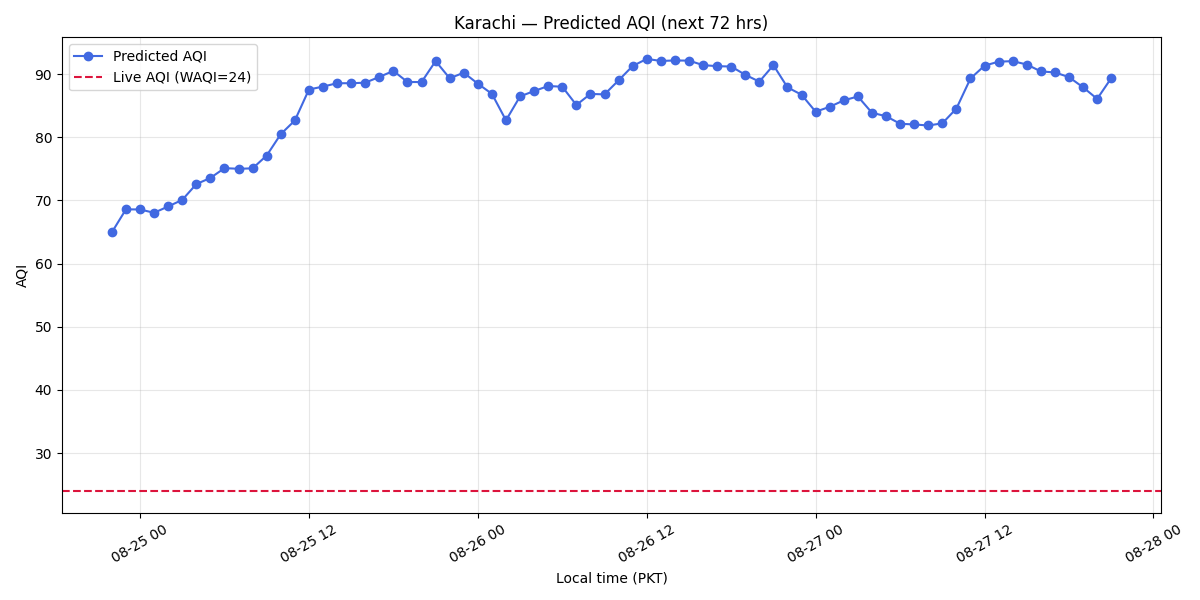 Karachi — Predicted AQI (next 72 hrs)
Predicted AQI
Live AQI (WAQI=24)
AQI
90
80
70
60
50
40
30
08-25 00
08-25 12
08-26 00
08-26 12
08-27 00
08-27 12
08-28 00
Local time (PKT)